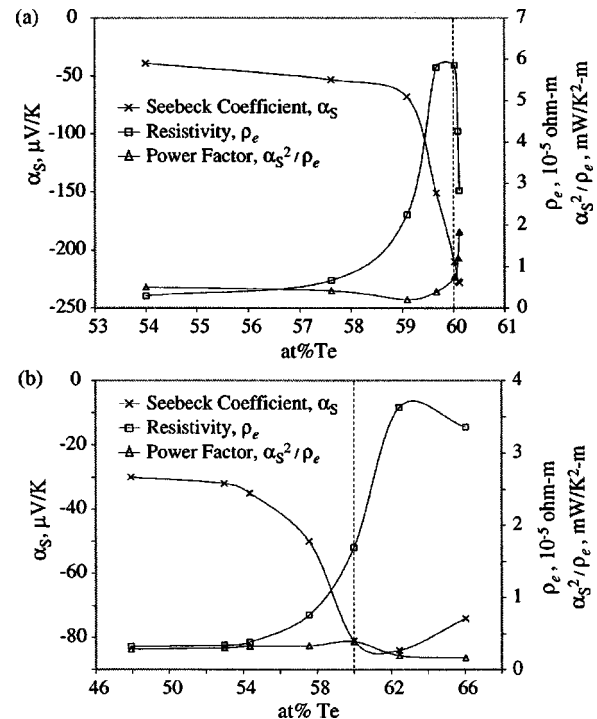 (a)
0
-50
-100
-150
-200
-250
αS, μV/K
Seebeck Coefficient, αS
Resistivity, ρe
Power Factor, αS²/ρe
7
6
5
4
3
2
1
0
ρe, 10⁻⁵ ohm-m
αS²/ρe, mW/K²-m
53 54 55 56 57 58 59 60 61
at%Te
(b)
0
-20
-40
-60
-80
αS, μV/K
Seebeck Coefficient, αS
Resistivity, ρe
Power Factor, αS²/ρe
4
3
2
1
0
ρe, 10⁻⁵ ohm-m
αS²/ρe, mW/K²-m
46 50 54 58 62 66
at% Te